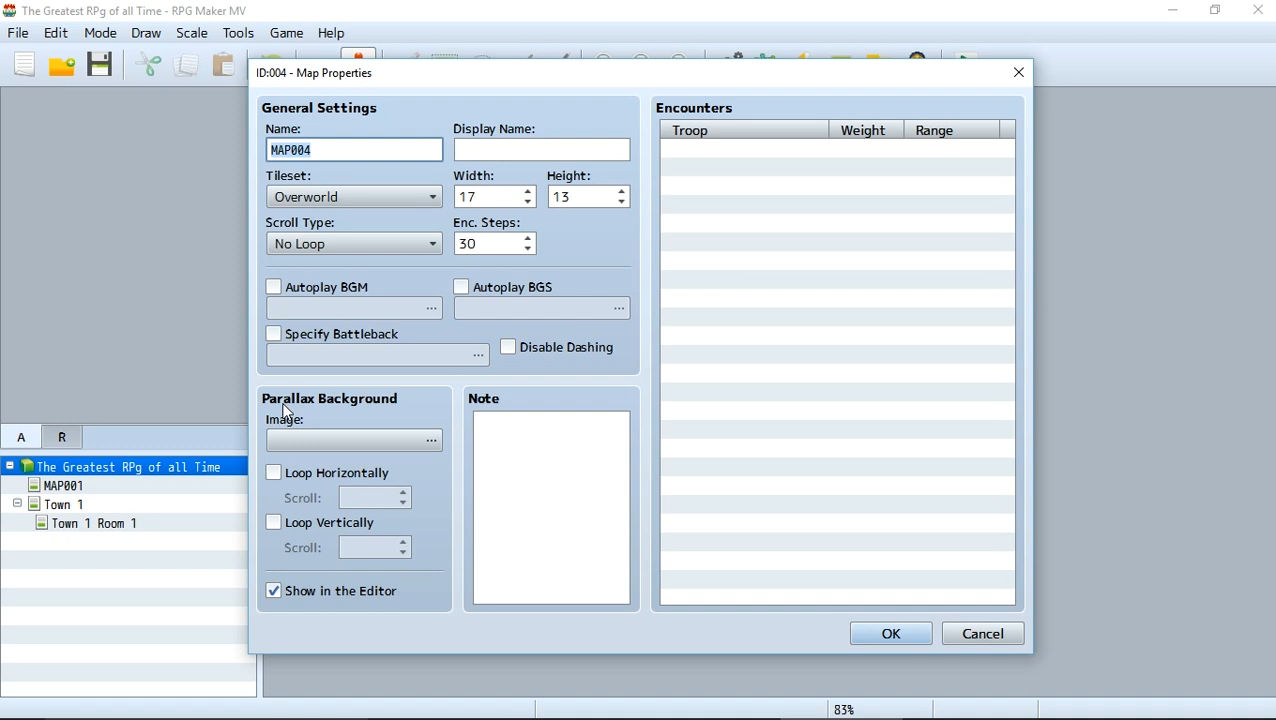 The Greatest RPg of all Time - RPG Maker MV
File Edit Mode Draw Scale Tools Game Help
ID:004 - Map Properties
General Settings
Name: Display Name:
MAP004
Tileset: Width: Height:
Overworld 17 13
Scroll Type: Enc. Steps:
No Loop 30
Autoplay BGM Autoplay BGS
... ...
Specify Battleback
Disable Dashing
...
Parallax Background
Image:
...
Loop Horizontally
Scroll:
Loop Vertically
Scroll:
Show in the Editor
Note
Encounters
Troop Weight Range
OK Cancel
A R
The Greatest RPg of all Time
MAP001
Town 1
Town 1 Room 1
83%